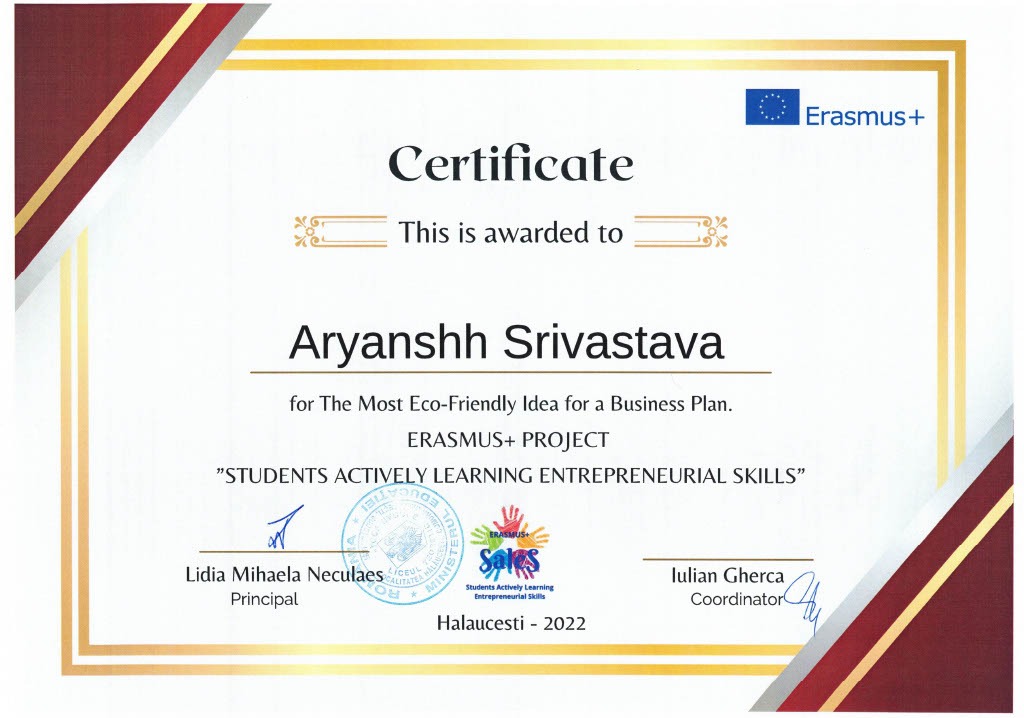 Erasmus+
Certificate
This is awarded to
Aryanshh Srivastava
for The Most Eco-Friendly Idea for a Business Plan.
ERASMUS+ PROJECT
”STUDENTS ACTIVELY LEARNING ENTREPRENEURIAL SKILLS”
MINISTERUL EDUCATIEI
LICEUL
ERASMUS+
SaleS
Students Actively Learning
Entrepreneurial Skills
Lidia Mihaela Neculaes
Principal
Iulian Gherca
Coordinator
Halaucesti - 2022